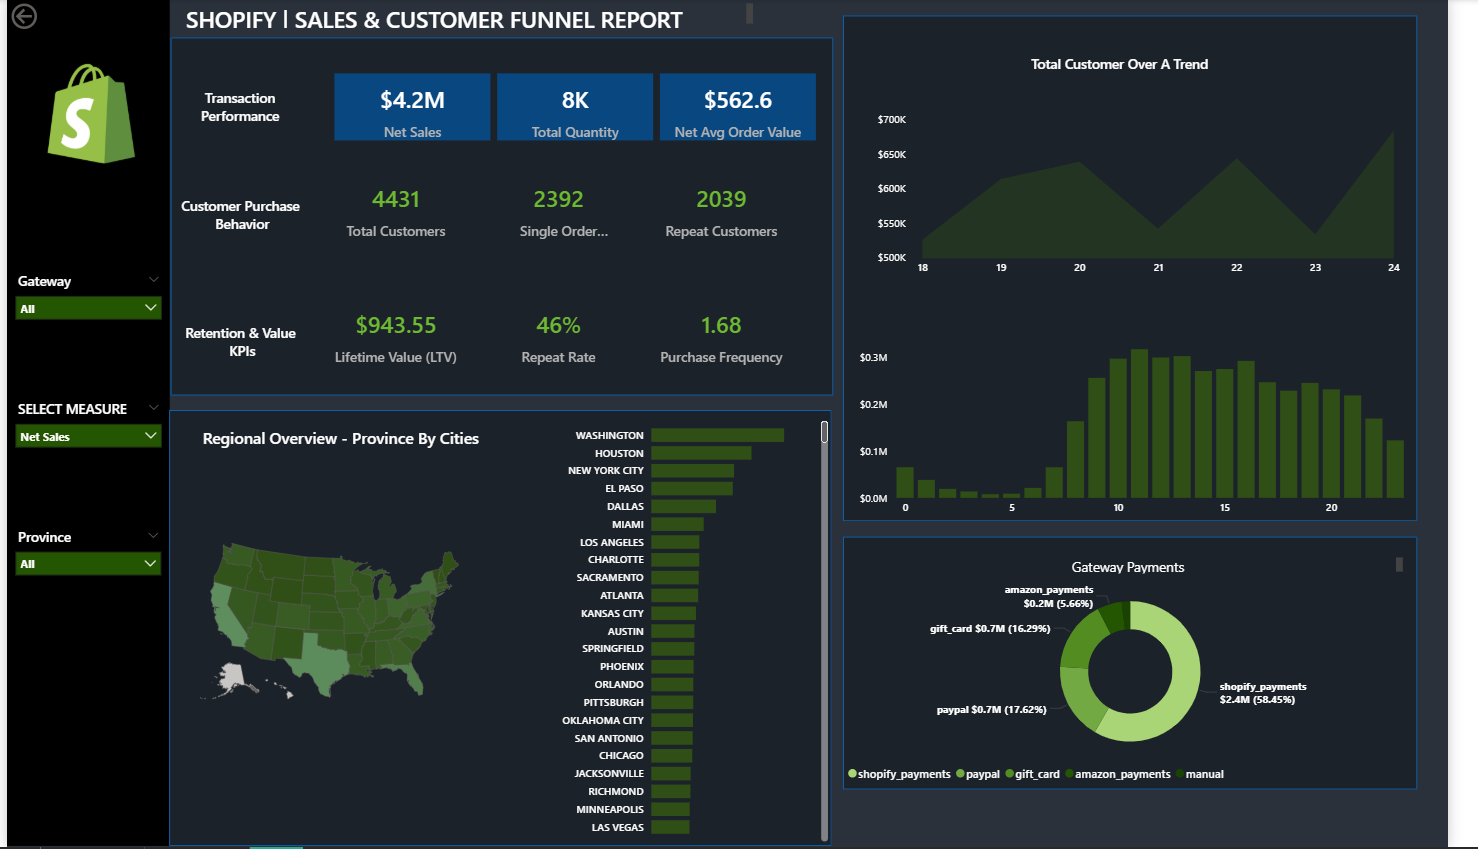 SHOPIFY | SALES & CUSTOMER FUNNEL REPORT
S
Gateway
All
SELECT MEASURE
Net Sales
Province
All
Transaction
Performance
$4.2M
Net Sales
8K
Total Quantity
$562.6
Net Avg Order Value
Customer Purchase
Behavior
4431
Total Customers
2392
Single Order...
2039
Repeat Customers
Retention & Value
KPIs
$943.55
Lifetime Value (LTV)
46%
Repeat Rate
1.68
Purchase Frequency
Regional Overview - Province By Cities
WASHINGTON
HOUSTON
NEW YORK CITY
EL PASO
DALLAS
MIAMI
LOS ANGELES
CHARLOTTE
SACRAMENTO
ATLANTA
KANSAS CITY
AUSTIN
SPRINGFIELD
PHOENIX
ORLANDO
PITTSBURGH
OKLAHOMA CITY
SAN ANTONIO
CHICAGO
JACKSONVILLE
RICHMOND
MINNEAPOLIS
LAS VEGAS
Total Customer Over A Trend
$700K
$650K
$600K
$550K
$500K
18 19 20 21 22 23 24
$0.3M
$0.2M
$0.1M
$0.0M
0 5 10 15 20
Gateway Payments
amazon_payments
$0.2M (5.66%)
gift_card $0.7M (16.29%)
paypal $0.7M (17.62%)
shopify_payments
$2.4M (58.45%)
shopify_payments paypal gift_card amazon_payments manual